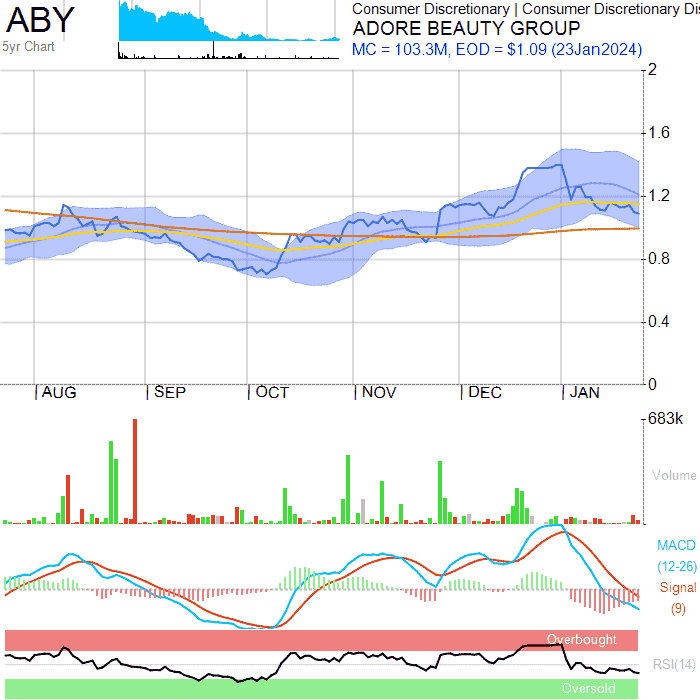 ABY
5yr Chart
Consumer Discretionary | Consumer Discretionary Dis
ADORE BEAUTY GROUP
MC = 103.3M, EOD = $1.09 (23Jan2024)
2
1.6
1.2
0.8
0.4
0
AUG SEP OCT NOV DEC JAN
683k
Volume
MACD
(12-26)
Signal
(9)
Overbought
RSI(14)
Oversold